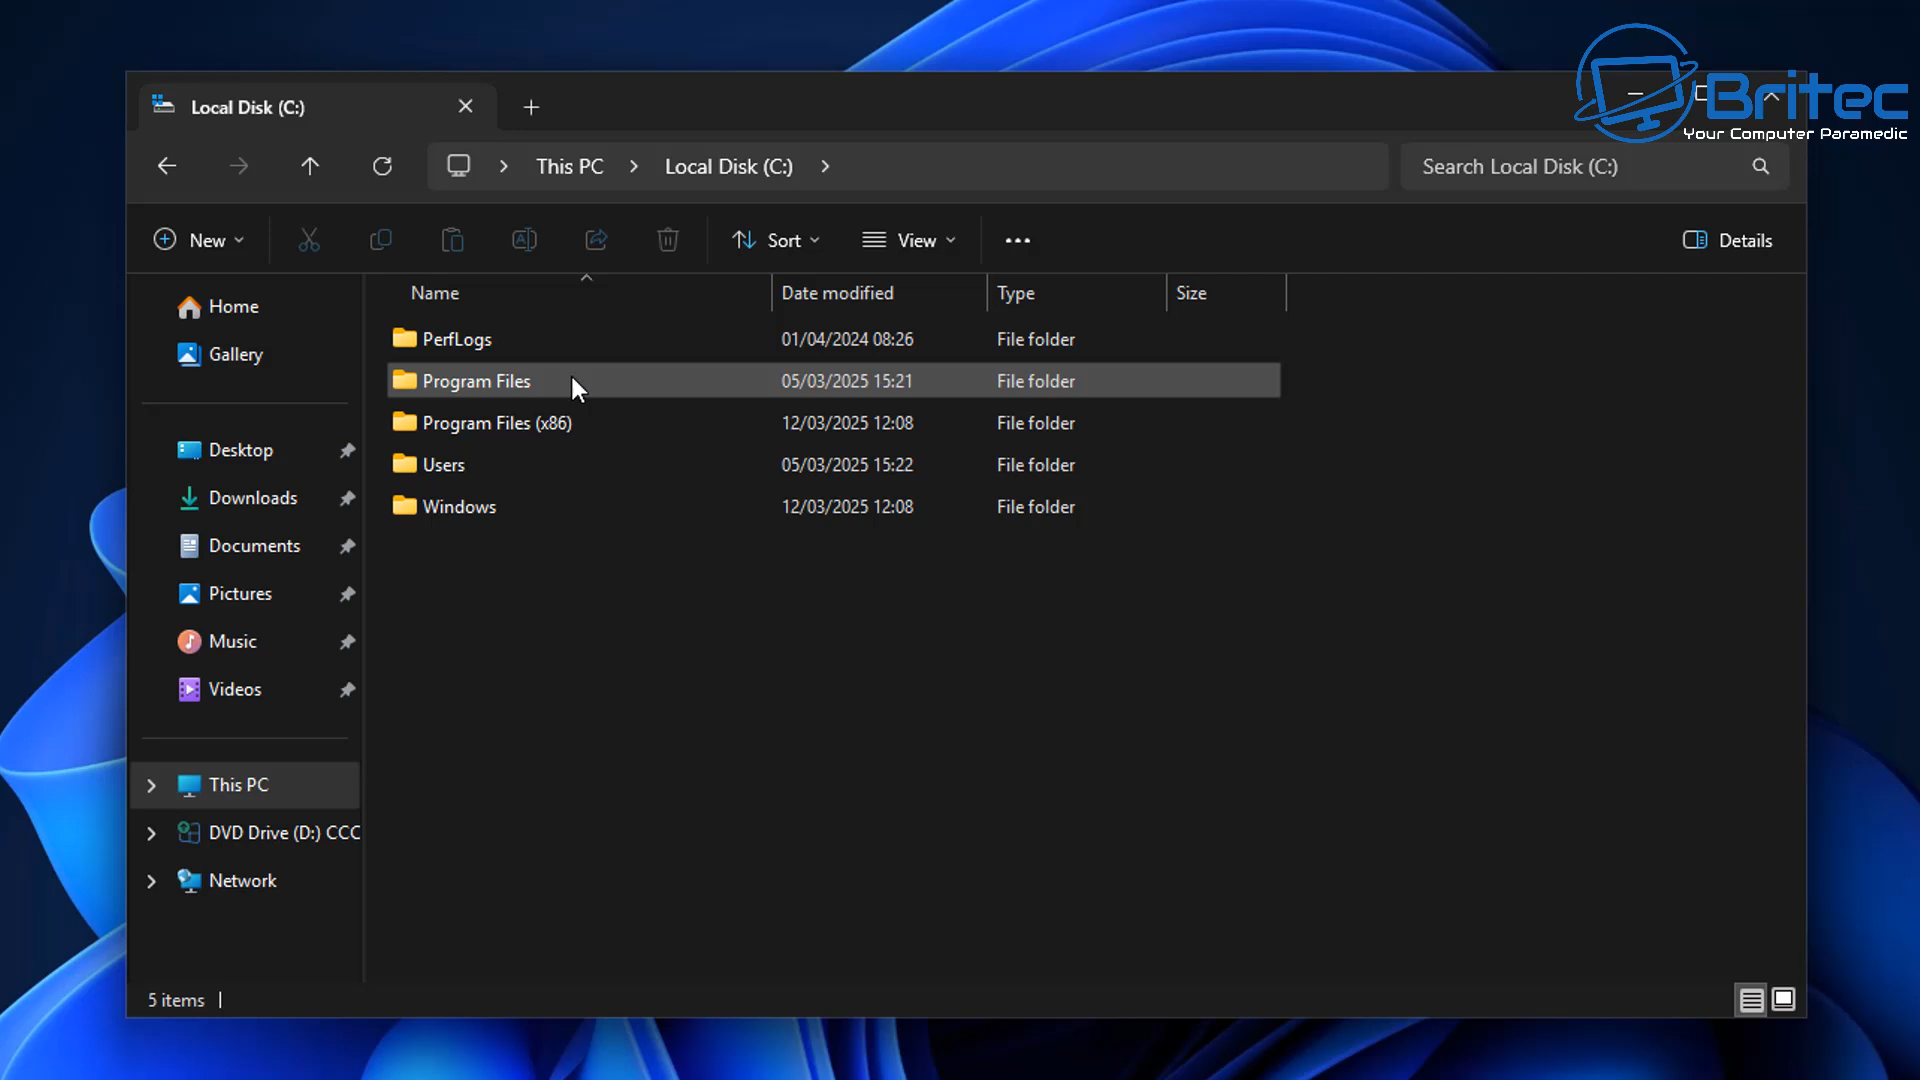 Britec
Your Computer Paramedic
Local Disk (C:)
This PC
Local Disk (C:)
Search Local Disk (C:)
New
Sort
View
Details
Name
Date modified
Type
Size
PerfLogs 01/04/2024 08:26 File folder
Program Files 05/03/2025 15:21 File folder
Program Files (x86) 12/03/2025 12:08 File folder
Users 05/03/2025 15:22 File folder
Windows 12/03/2025 12:08 File folder
Home
Gallery
Desktop
Downloads
Documents
Pictures
Music
Videos
This PC
DVD Drive (D:) CCC
Network
5 items